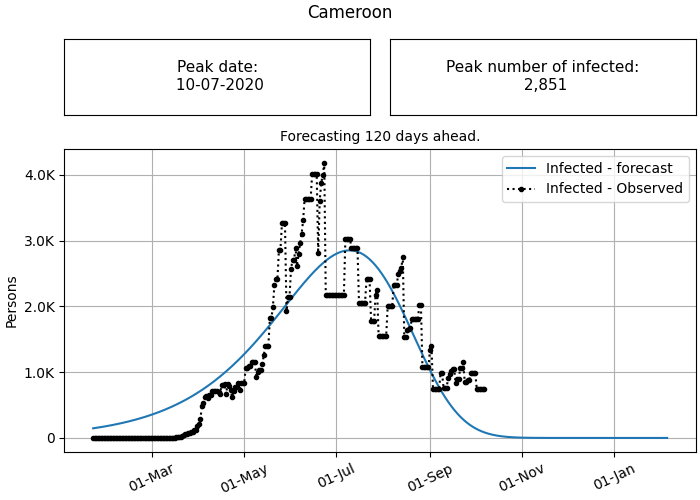 Cameroon
Peak date:
10-07-2020
Peak number of infected:
2,851
Forecasting 120 days ahead.
Infected - forecast
Infected - Observed
Persons
4.0K
3.0K
2.0K
1.0K
0
01-Mar
01-May
01-Jul
01-Sep
01-Nov
01-Jan